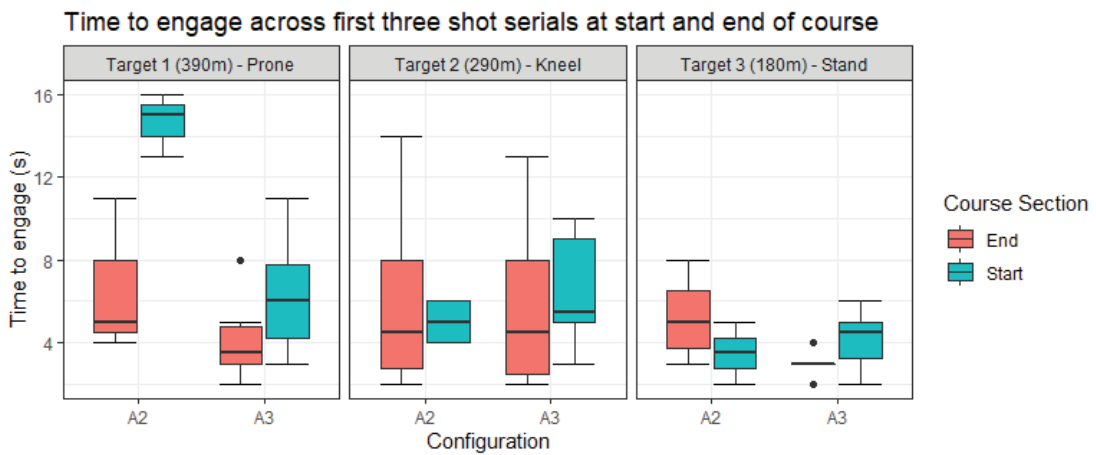 Time to engage across first three shot serials at start and end of course
Target 1 (390m) - Prone
Target 2 (290m) - Kneel
Target 3 (180m) - Stand
Time to engage (s)
16
12
8
4
A2
A3
A2
A3
A2
A3
Configuration
Course Section
End
Start